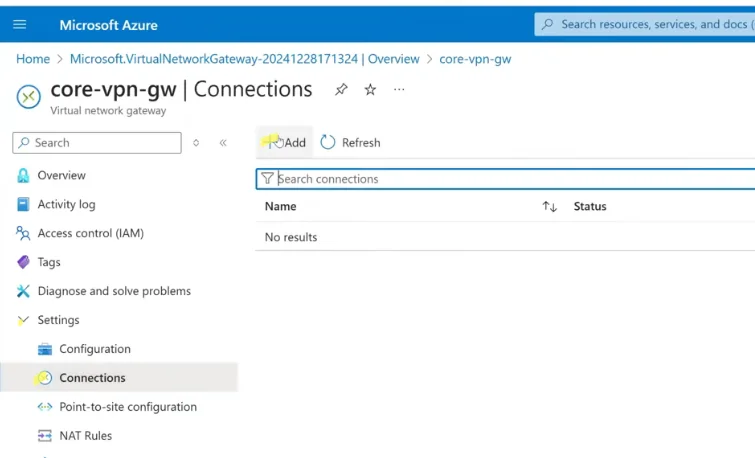 Microsoft Azure
Search resources, services, and docs (
Home > Microsoft.VirtualNetworkGateway-20241228171324 | Overview > core-vpn-gw
core-vpn-gw | Connections
Virtual network gateway
Search
Add Refresh
Overview
Search connections
Activity log
Name Status
Access control (IAM)
No results
Tags
Diagnose and solve problems
Settings
Configuration
Connections
Point-to-site configuration
NAT Rules